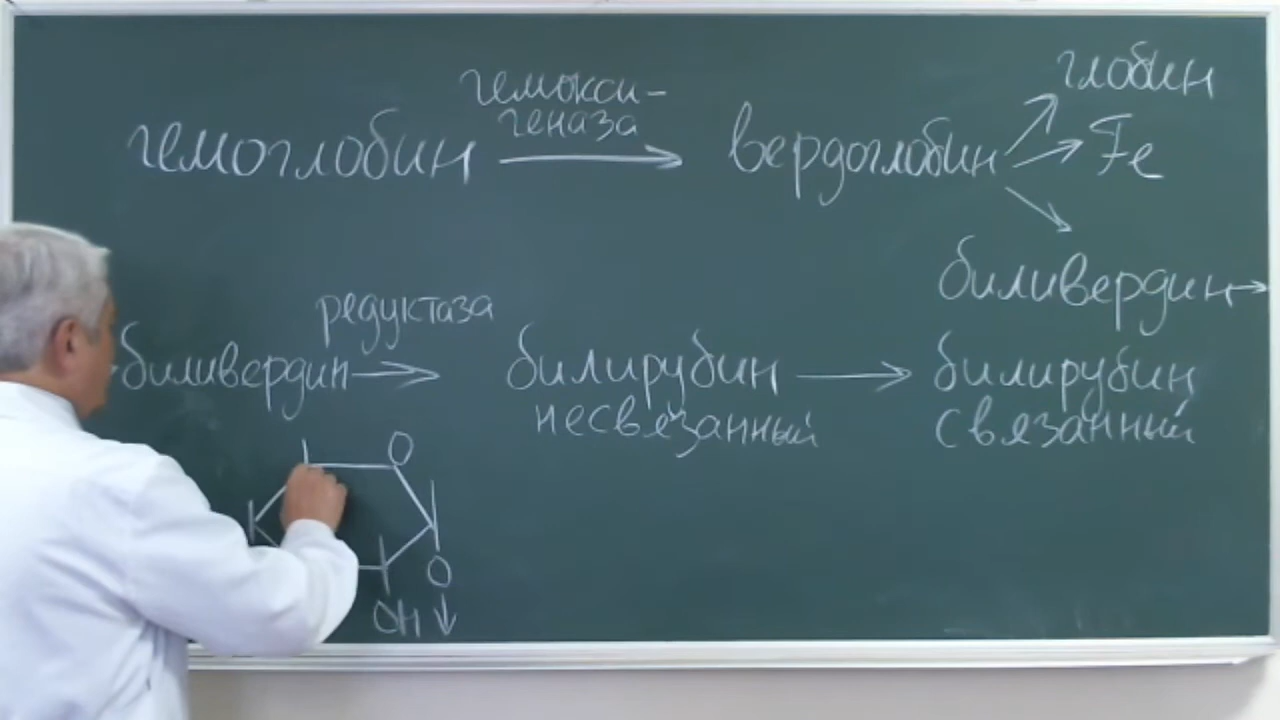 гемокси-
геназа
гемоглобин
вердоглобин
глобин
Fe
биливердин
редуктаза
биливердин
билирубин
несвязанный
билирубин
связанный
O
O
OH